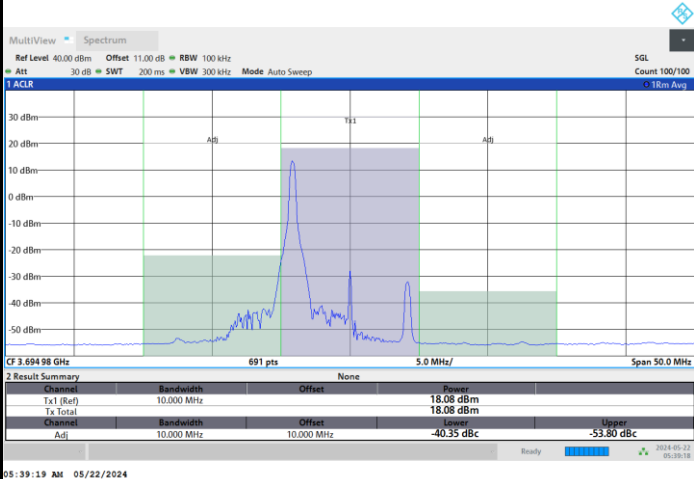 MultiView Spectrum
Ref Level 40.00 dBm Offset 11.00 dB RBW 100 kHz SGL
Att 30 dB SWT 200 ms VBW 300 kHz Mode Auto Sweep Count 100/100
1 ACLR 1Rm Avg
30 dBm
Tx1
20 dBm
Adj Adj
10 dBm
0 dBm
-10 dBm
-20 dBm
-30 dBm
-40 dBm
-50 dBm
CF 3.694 98 GHz 691 pts 5.0 MHz/ Span 50.0 MHz
2 Result Summary None
Channel Bandwidth Offset Power
Tx1 (Ref) 10.000 MHz 18.08 dBm
Tx Total 18.08 dBm
Channel Bandwidth Offset Lower Upper
Adj 10.000 MHz 10.000 MHz -40.35 dBc -53.80 dBc
Ready 2024-05-22
05:39:18
05:39:19 AM 05/22/2024